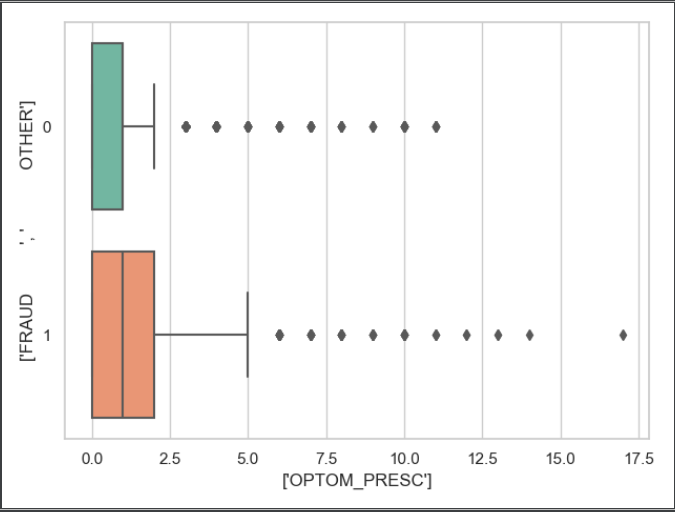 OTHER']
0
' , '
['FRAUD
1
0.0 2.5 5.0 7.5 10.0 12.5 15.0 17.5
['OPTOM_PRESC']